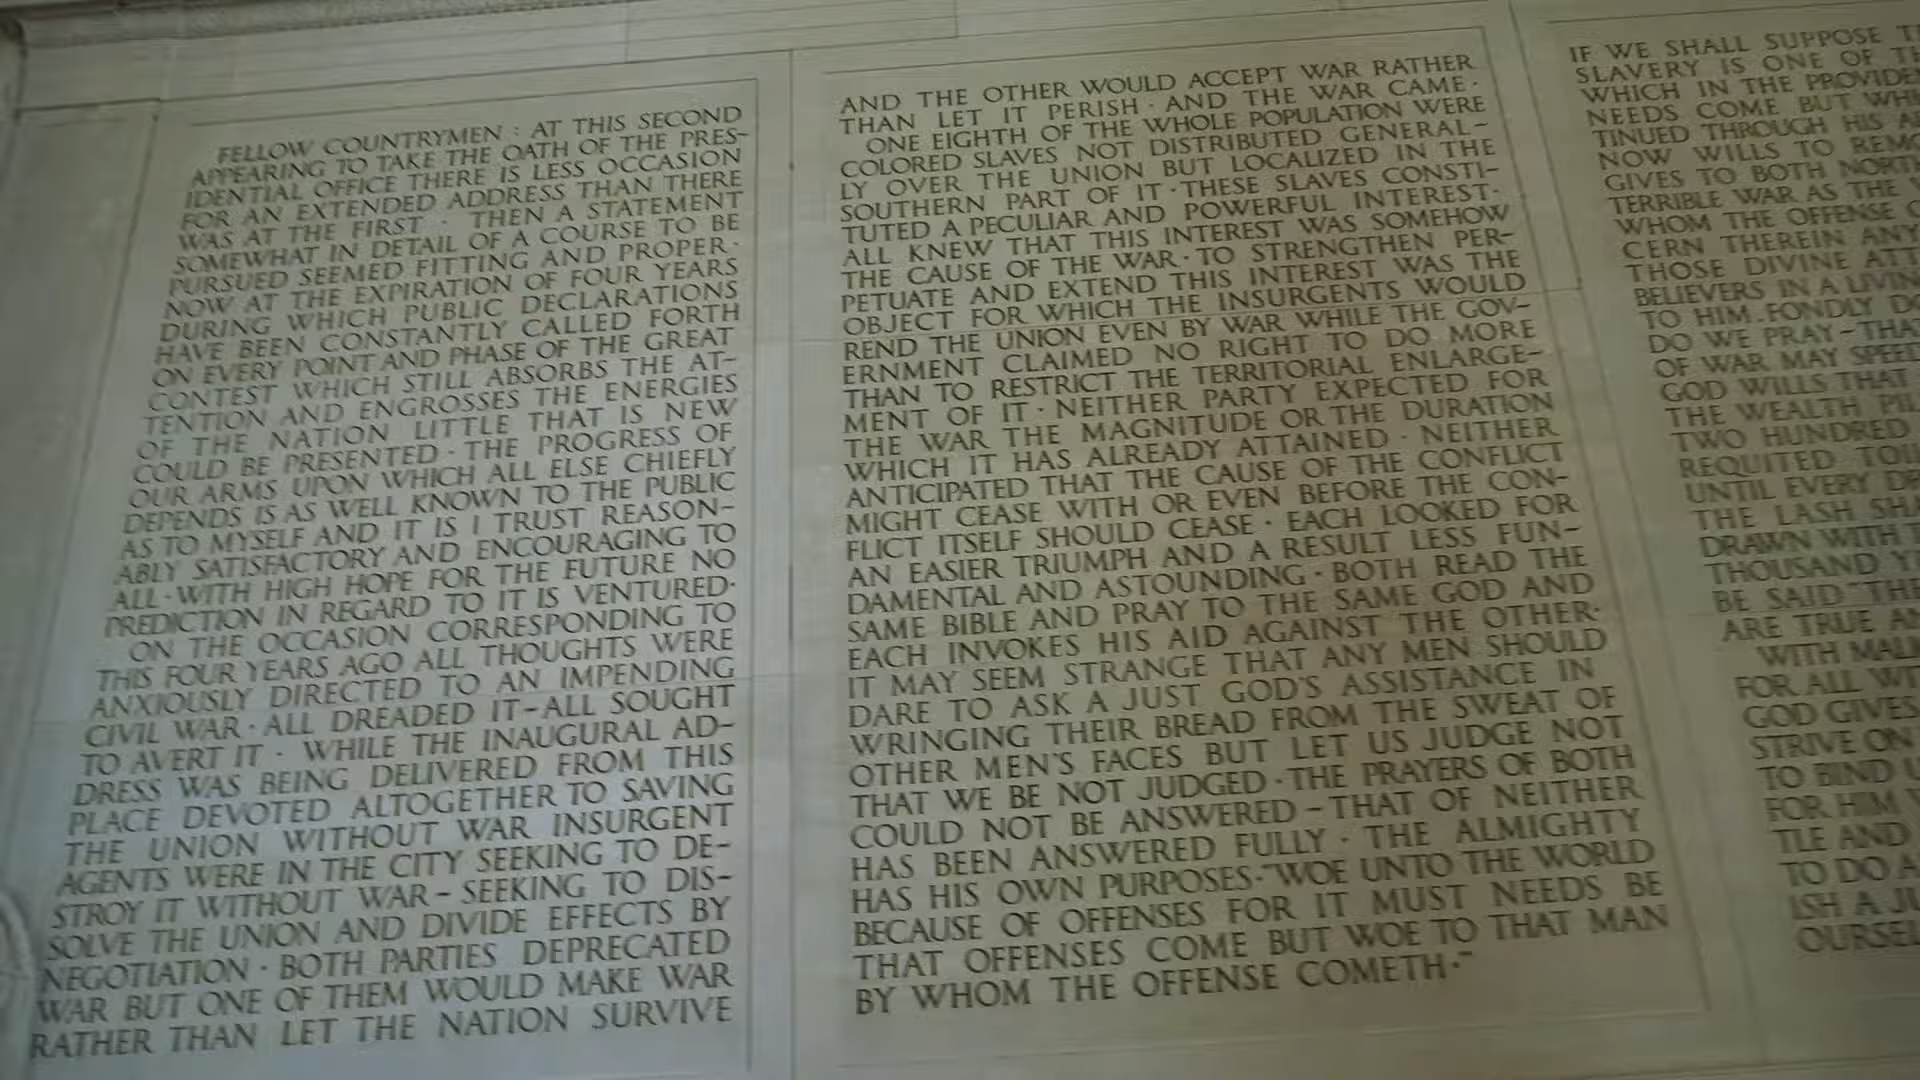 FELLOW COUNTRYMEN : AT THIS SECOND
APPEARING TO TAKE THE OATH OF THE PRES-
IDENTIAL OFFICE THERE IS LESS OCCASION
FOR AN EXTENDED ADDRESS THAN THERE
WAS AT THE FIRST · THEN A STATEMENT
SOMEWHAT IN DETAIL OF A COURSE TO BE
PURSUED SEEMED FITTING AND PROPER ·
NOW AT THE EXPIRATION OF FOUR YEARS
DURING WHICH PUBLIC DECLARATIONS
HAVE BEEN CONSTANTLY CALLED FORTH
ON EVERY POINT AND PHASE OF THE GREAT
CONTEST WHICH STILL ABSORBS THE AT-
TENTION AND ENGROSSES THE ENERGIES
OF THE NATION LITTLE THAT IS NEW
COULD BE PRESENTED · THE PROGRESS OF
OUR ARMS UPON WHICH ALL ELSE CHIEFLY
DEPENDS IS AS WELL KNOWN TO THE PUBLIC
AS TO MYSELF AND IT IS I TRUST REASON-
ABLY SATISFACTORY AND ENCOURAGING TO
ALL · WITH HIGH HOPE FOR THE FUTURE NO
PREDICTION IN REGARD TO IT IS VENTURED ·
ON THE OCCASION CORRESPONDING TO
THIS FOUR YEARS AGO ALL THOUGHTS WERE
ANXIOUSLY DIRECTED TO AN IMPENDING
CIVIL WAR · ALL DREADED IT – ALL SOUGHT
TO AVERT IT · WHILE THE INAUGURAL AD-
DRESS WAS BEING DELIVERED FROM THIS
PLACE DEVOTED ALTOGETHER TO SAVING
THE UNION WITHOUT WAR INSURGENT
AGENTS WERE IN THE CITY SEEKING TO DE-
STROY IT WITHOUT WAR – SEEKING TO DIS-
SOLVE THE UNION AND DIVIDE EFFECTS BY
NEGOTIATION · BOTH PARTIES DEPRECATED
WAR BUT ONE OF THEM WOULD MAKE WAR
RATHER THAN LET THE NATION SURVIVE
AND THE OTHER WOULD ACCEPT WAR RATHER
THAN LET IT PERISH · AND THE WAR CAME ·
ONE EIGHTH OF THE WHOLE POPULATION WERE
COLORED SLAVES NOT DISTRIBUTED GENERAL-
LY OVER THE UNION BUT LOCALIZED IN THE
SOUTHERN PART OF IT · THESE SLAVES CONSTI-
TUTED A PECULIAR AND POWERFUL INTEREST ·
ALL KNEW THAT THIS INTEREST WAS SOMEHOW
THE CAUSE OF THE WAR · TO STRENGTHEN PER-
PETUATE AND EXTEND THIS INTEREST WAS THE
OBJECT FOR WHICH THE INSURGENTS WOULD
REND THE UNION EVEN BY WAR WHILE THE GOV-
ERNMENT CLAIMED NO RIGHT TO DO MORE
THAN TO RESTRICT THE TERRITORIAL ENLARGE-
MENT OF IT · NEITHER PARTY EXPECTED FOR
THE WAR THE MAGNITUDE OR THE DURATION
WHICH IT HAS ALREADY ATTAINED · NEITHER
ANTICIPATED THAT THE CAUSE OF THE CONFLICT
MIGHT CEASE WITH OR EVEN BEFORE THE CON-
FLICT ITSELF SHOULD CEASE · EACH LOOKED FOR
AN EASIER TRIUMPH AND A RESULT LESS FUN-
DAMENTAL AND ASTOUNDING · BOTH READ THE
SAME BIBLE AND PRAY TO THE SAME GOD AND
EACH INVOKES HIS AID AGAINST THE OTHER ·
IT MAY SEEM STRANGE THAT ANY MEN SHOULD
DARE TO ASK A JUST GOD'S ASSISTANCE IN
WRINGING THEIR BREAD FROM THE SWEAT OF
OTHER MEN'S FACES BUT LET US JUDGE NOT
THAT WE BE NOT JUDGED · THE PRAYERS OF BOTH
COULD NOT BE ANSWERED – THAT OF NEITHER
HAS BEEN ANSWERED FULLY · THE ALMIGHTY
HAS HIS OWN PURPOSES · "WOE UNTO THE WORLD
BECAUSE OF OFFENSES FOR IT MUST NEEDS BE
THAT OFFENSES COME BUT WOE TO THAT MAN
BY WHOM THE OFFENSE COMETH · "
IF WE SHALL SUPPOSE
SLAVERY IS ONE OF
WHICH IN THE
NEEDS COME BUT
TINUED THROUGH HIS
NOW WILLS TO
GIVES TO BOTH
TERRIBLE WAR AS THE
WHOM THE OFFENSE
CERN THEREIN ANY
THOSE DIVINE
BELIEVERS IN A
TO HIM · FONDLY
DO WE PRAY –
OF WAR MAY
GOD WILLS THAT
THE WEALTH
TWO HUNDRED
REQUITED
UNTIL EVERY
THE LASH
DRAWN WITH
THOUSAND
BE SAID
ARE TRUE
WITH
FOR ALL
GOD GIVES
STRIVE ON
TO BIND
FOR HIM
TLE AND
TO DO
ISH A